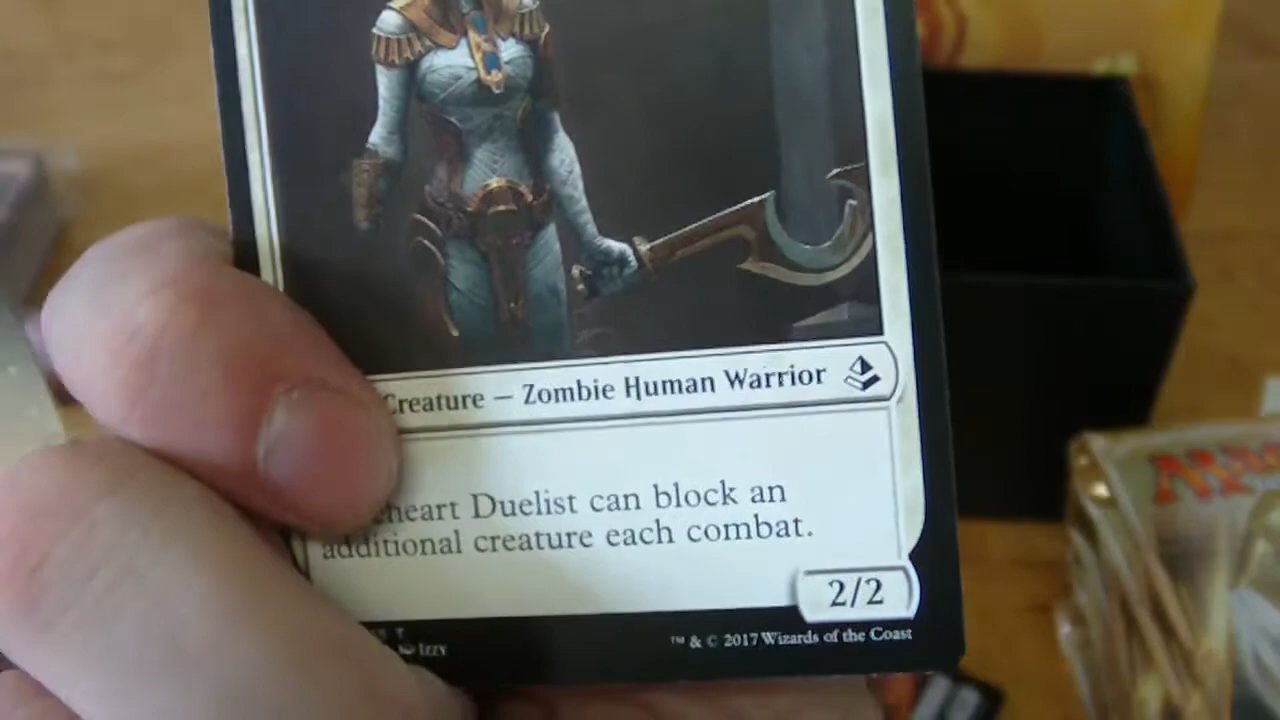 Creature — Zombie Human Warrior
heart Duelist can block an
additional creature each combat.
2/2
T
IZZY
™ & © 2017 Wizards of the Coast